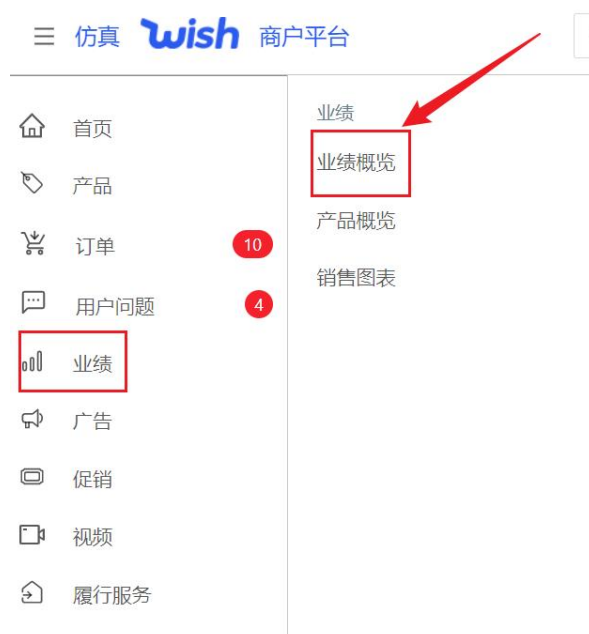 仿真 wish 商户平台
首页
产品
订单 10
用户问题 4
业绩
广告
促销
视频
履行服务
业绩
业绩概览
产品概览
销售图表